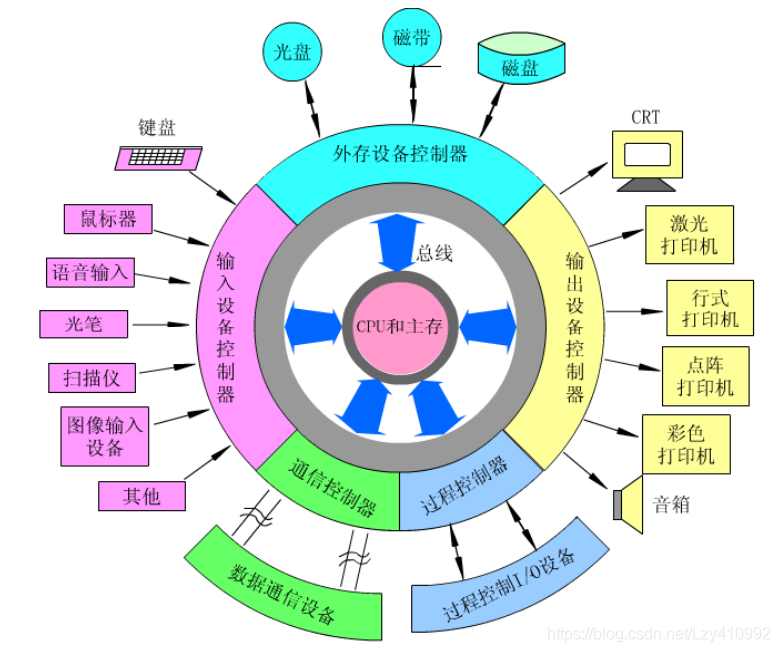 光盘
磁带
磁盘
键盘
CRT
外存设备控制器
鼠标器
语音输入
光笔
扫描仪
图像输入
设备
其他
输入设备控制器
总线
CPU和主存
输出设备控制器
激光
打印机
行式
打印机
点阵
打印机
彩色
打印机
音箱
通信控制器
过程控制器
数据通信设备
过程控制I/O设备
https://blog.csdn.net/Lzy410992